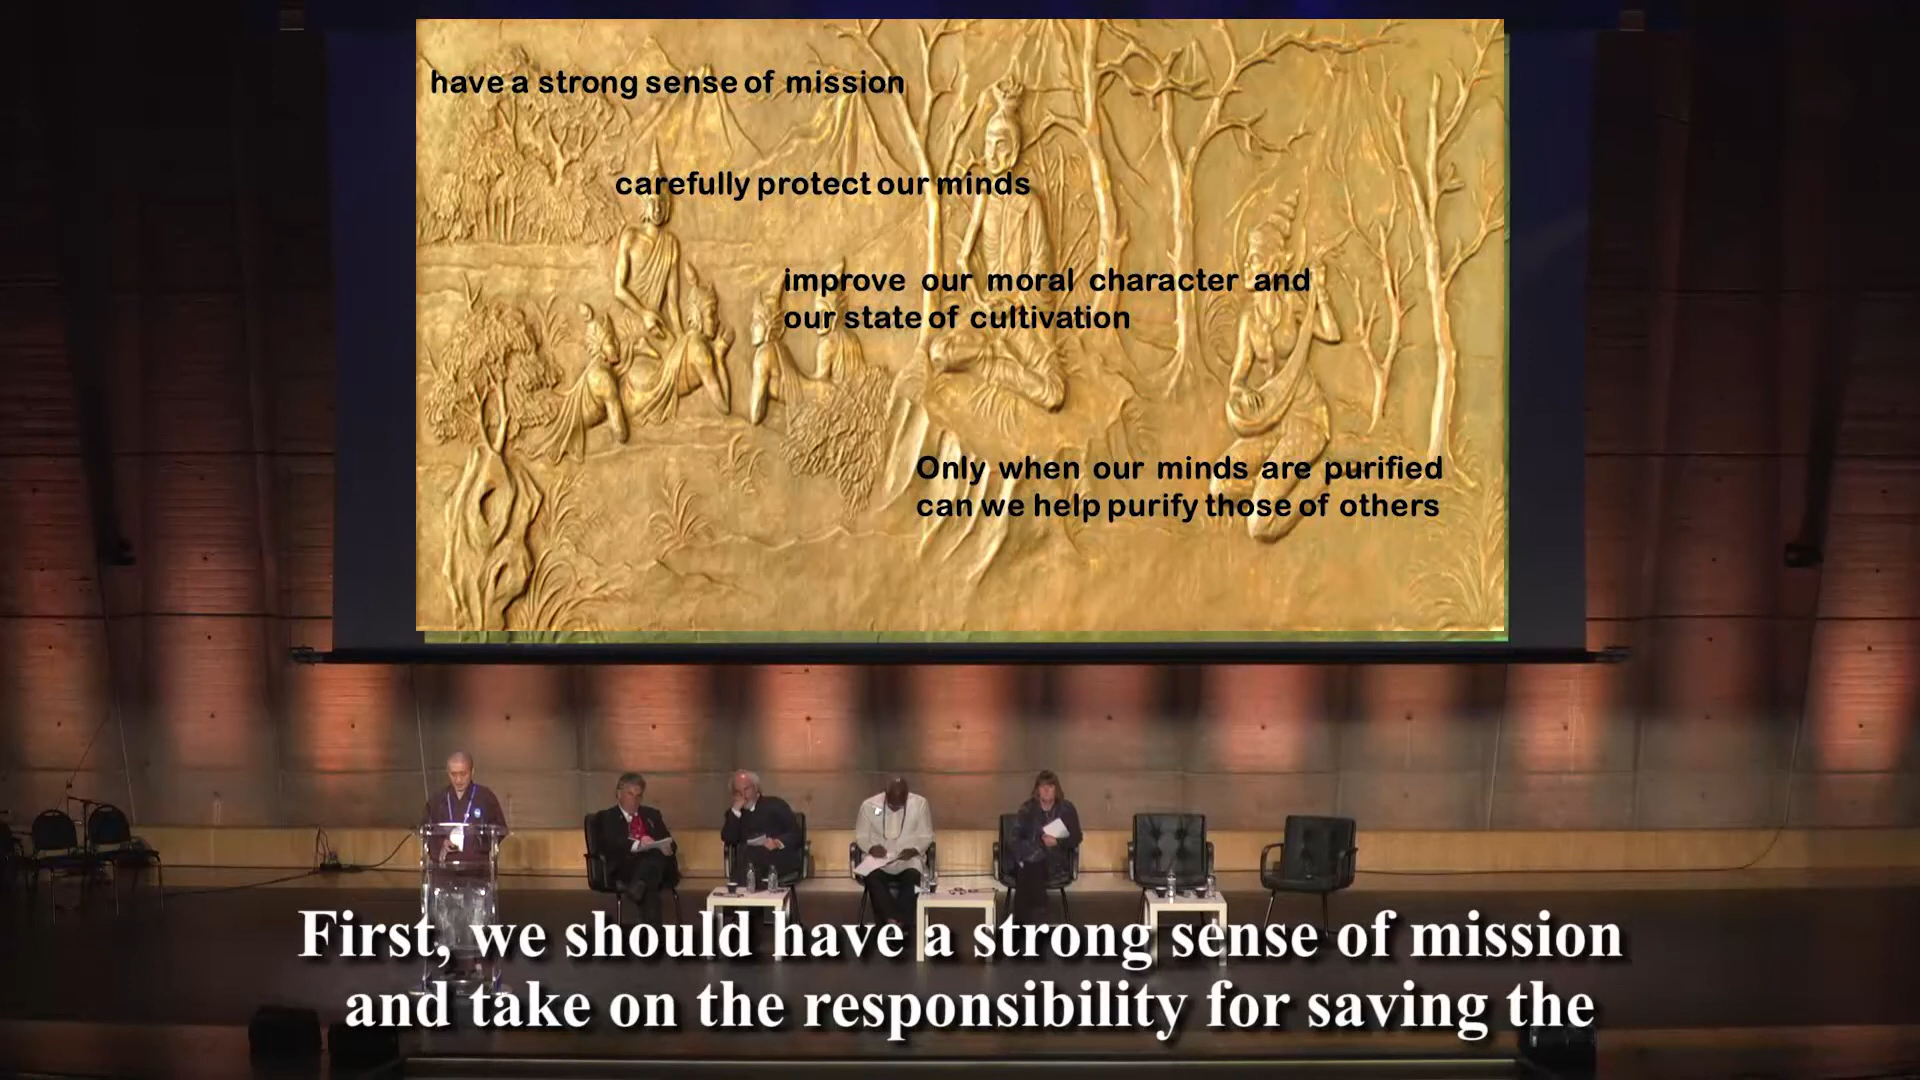 have a strong sense of mission
carefully protect our minds
improve our moral character and
our state of cultivation
Only when our minds are purified
can we help purify those of others
First, we should have a strong sense of mission
and take on the responsibility for saving the